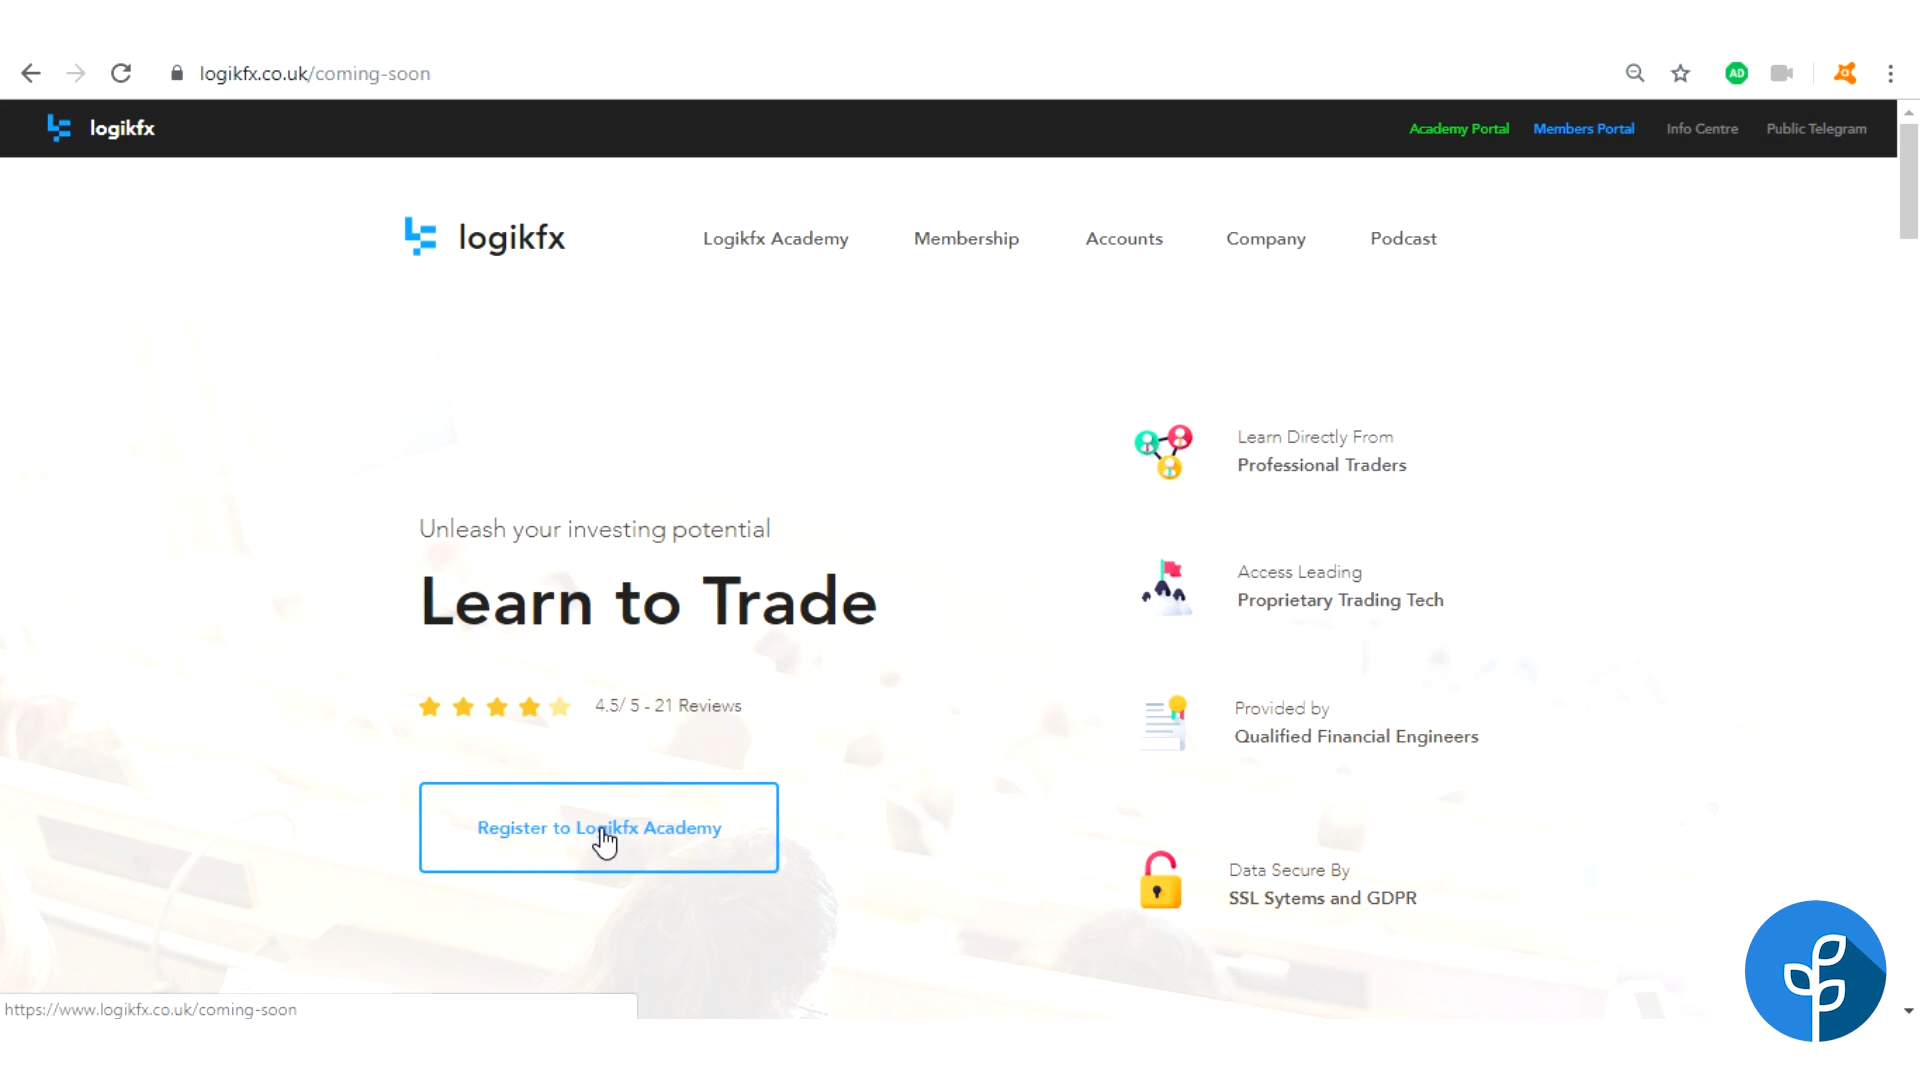 logikfx.co.uk/coming-soon
AD
logikfx
Academy Portal
Members Portal
Info Centre
Public Telegram
logikfx
Logikfx Academy
Membership
Accounts
Company
Podcast
Unleash your investing potential
Learn to Trade
4.5/ 5 - 21 Reviews
Register to Logikfx Academy
Learn Directly From
Professional Traders
Access Leading
Proprietary Trading Tech
Provided by
Qualified Financial Engineers
Data Secure By
SSL Sytems and GDPR
https://www.logikfx.co.uk/coming-soon